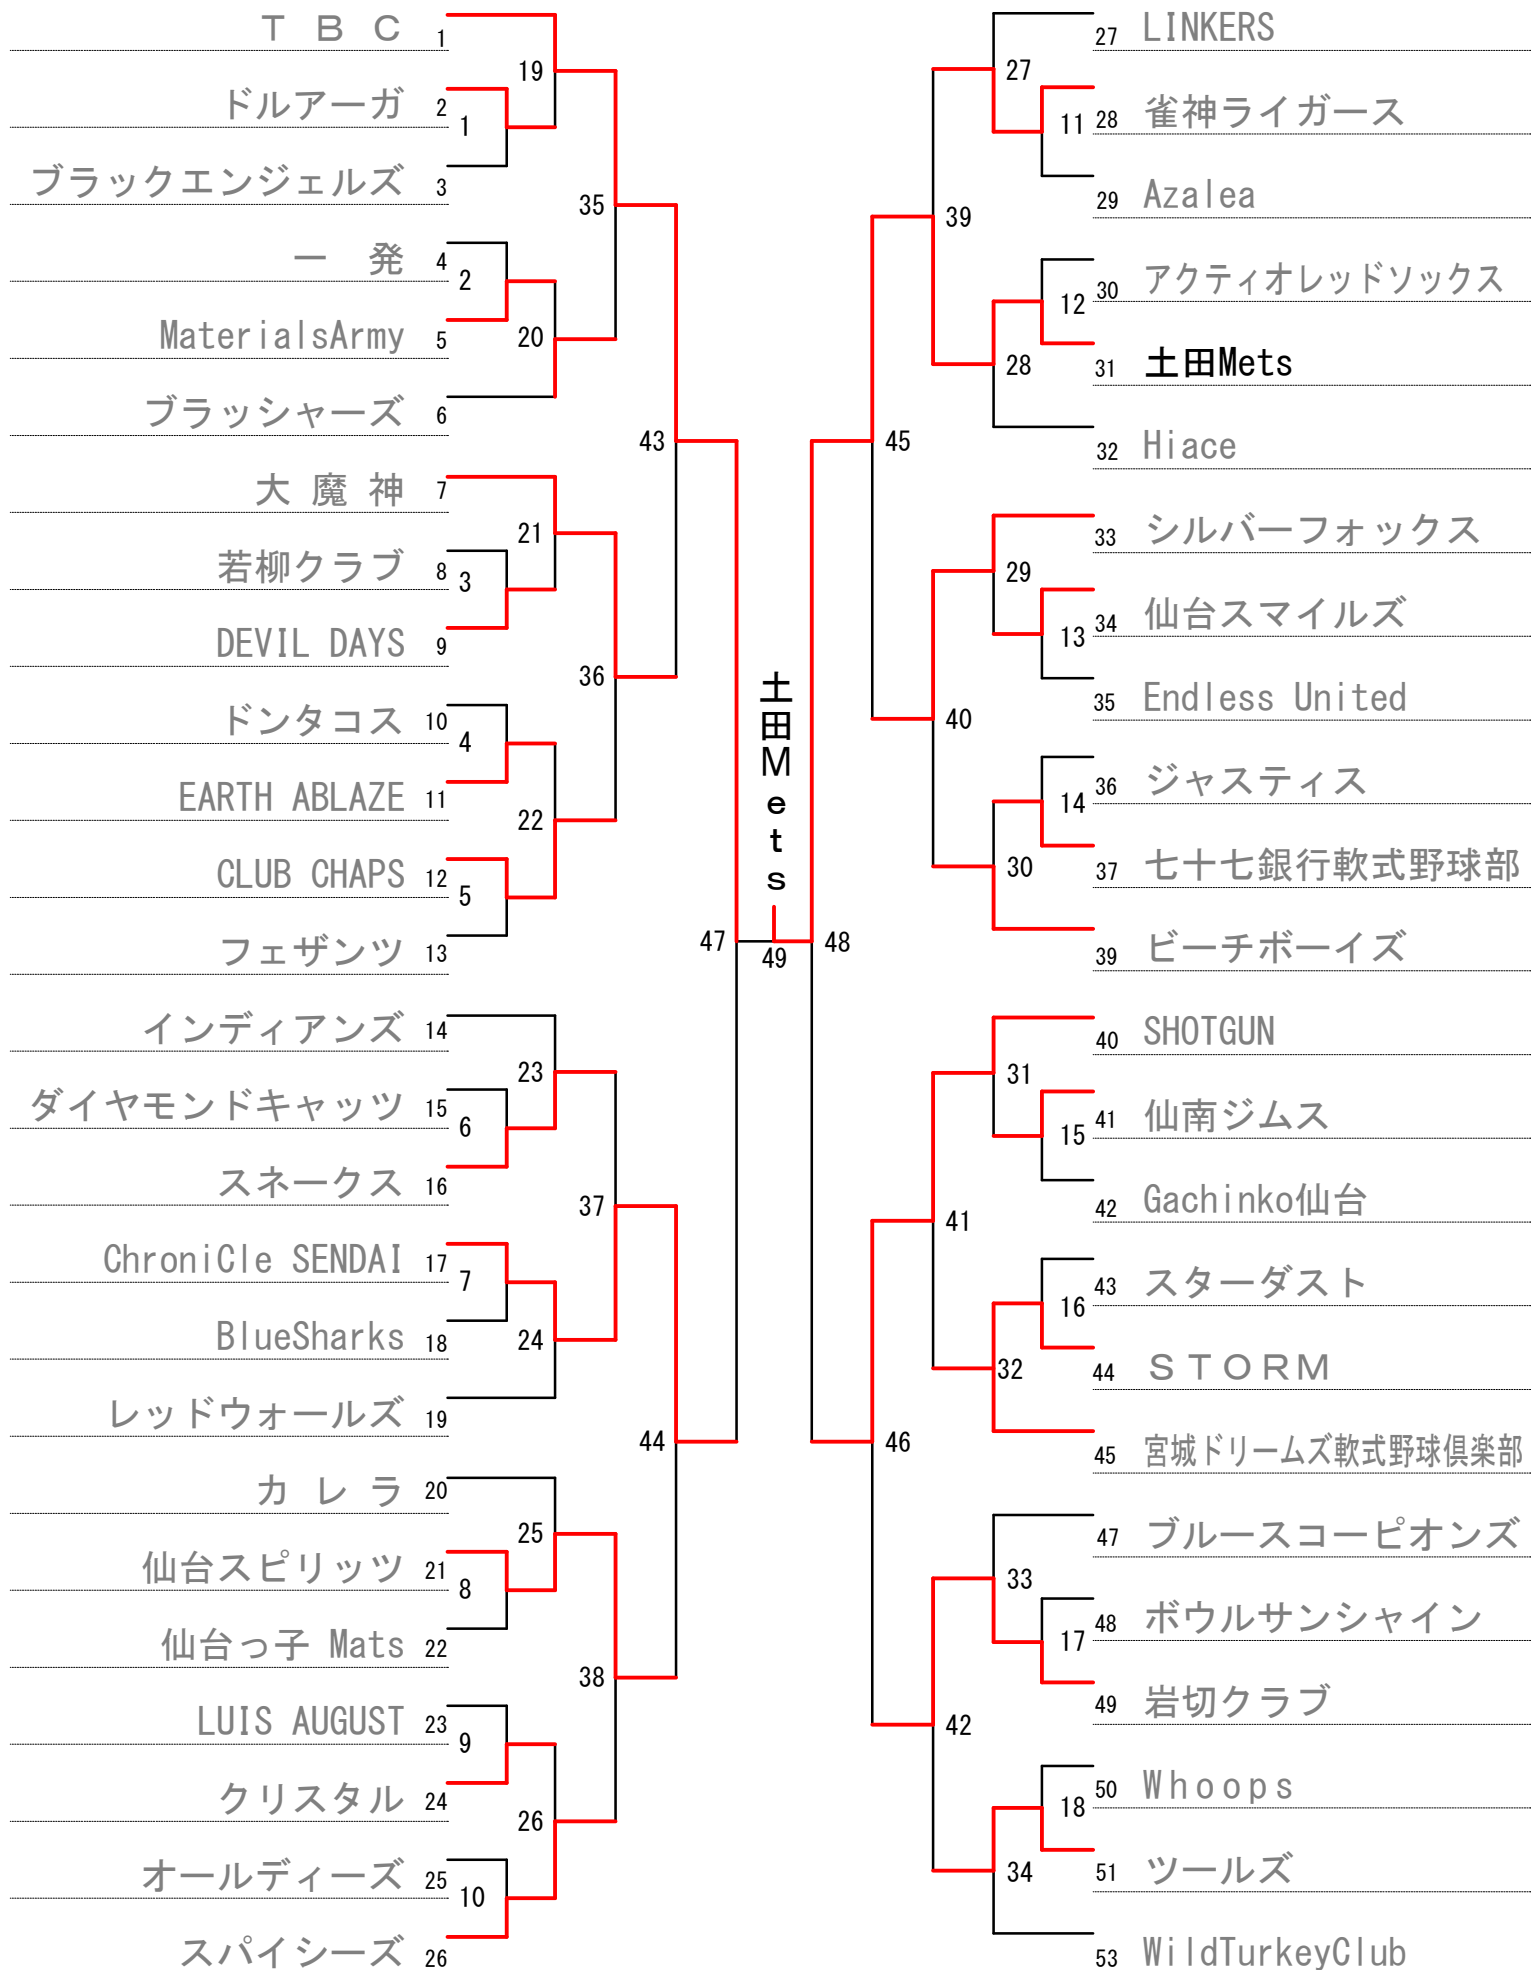 ＴＢＣ 1
19
ドルアーガ 2
1
ブラックエンジェルズ 3
35
一　発 4
2
MaterialsArmy 5
20
ブラッシャーズ 6
43
大魔神 7
21
若柳クラブ 8
3
DEVIL DAYS 9
36
ドンタコス 10
4
EARTH ABLAZE 11
22
CLUB CHAPS 12
5
フェザンツ 13
47
インディアンズ 14
23
ダイヤモンドキャッツ 15
6
スネークス 16
37
ChroniCle SENDAI 17
7
BlueSharks 18
24
レッドウォールズ 19
44
カレラ 20
25
仙台スピリッツ 21
8
仙台っ子 Mats 22
38
LUIS AUGUST 23
9
クリスタル 24
26
オールディーズ 25
10
スパイシーズ 26
土田Mets
49
27 LINKERS
27
28 雀神ライガース
11
29 Azalea
39
30 アクティオレッドソックス
12
31 土田Mets
28
32 Hiace
45
33 シルバーフォックス
29
34 仙台スマイルズ
13
35 Endless United
40
36 ジャスティス
14
37 七十七銀行軟式野球部
30
39 ビーチボーイズ
48
40 SHOTGUN
31
41 仙南ジムス
15
42 Gachinko仙台
41
43 スターダスト
16
44 ＳＴＯＲＭ
32
45 宮城ドリームズ軟式野球倶楽部
46
47 ブルースコーピオンズ
33
48 ボウルサンシャイン
17
49 岩切クラブ
42
50 Whoops
18
51 ツールズ
34
53 WildTurkeyClub